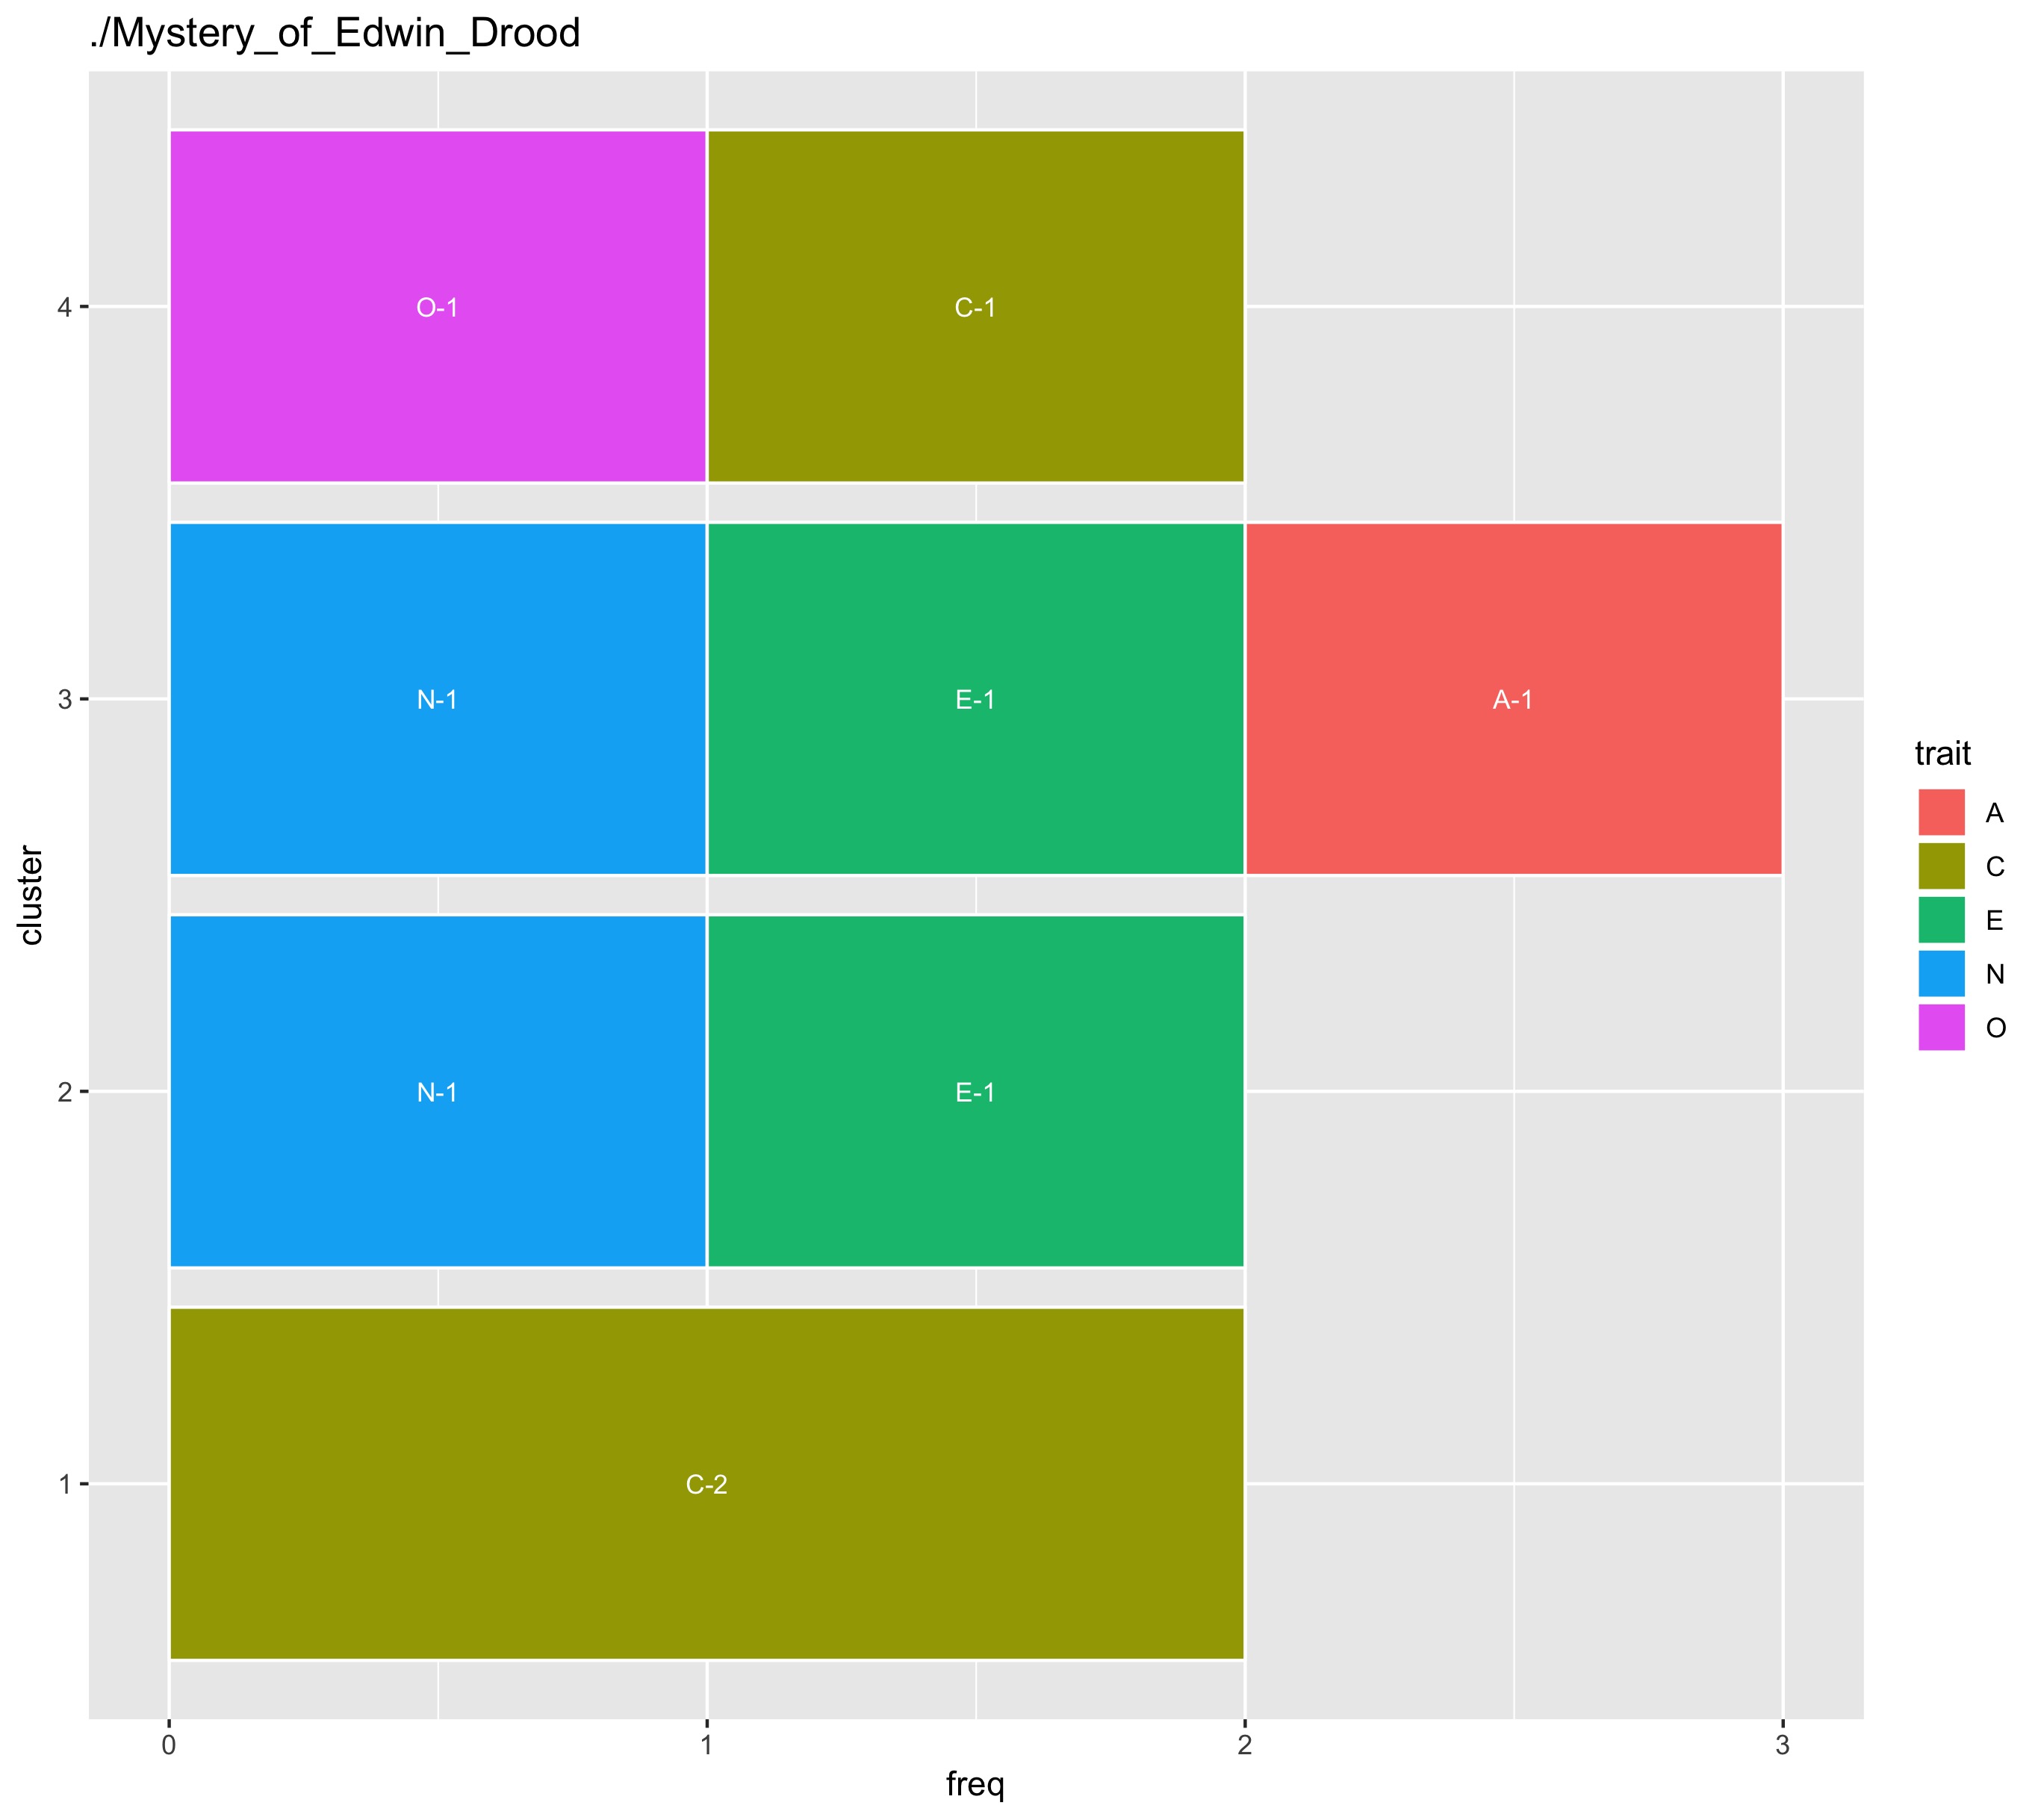 ./Mystery_of_Edwin_Drood
4
O-1
C-1
3
N-1
E-1
A-1
2
N-1
E-1
1
C-2
0
1
2
3
freq
cluster
trait
A
C
E
N
O